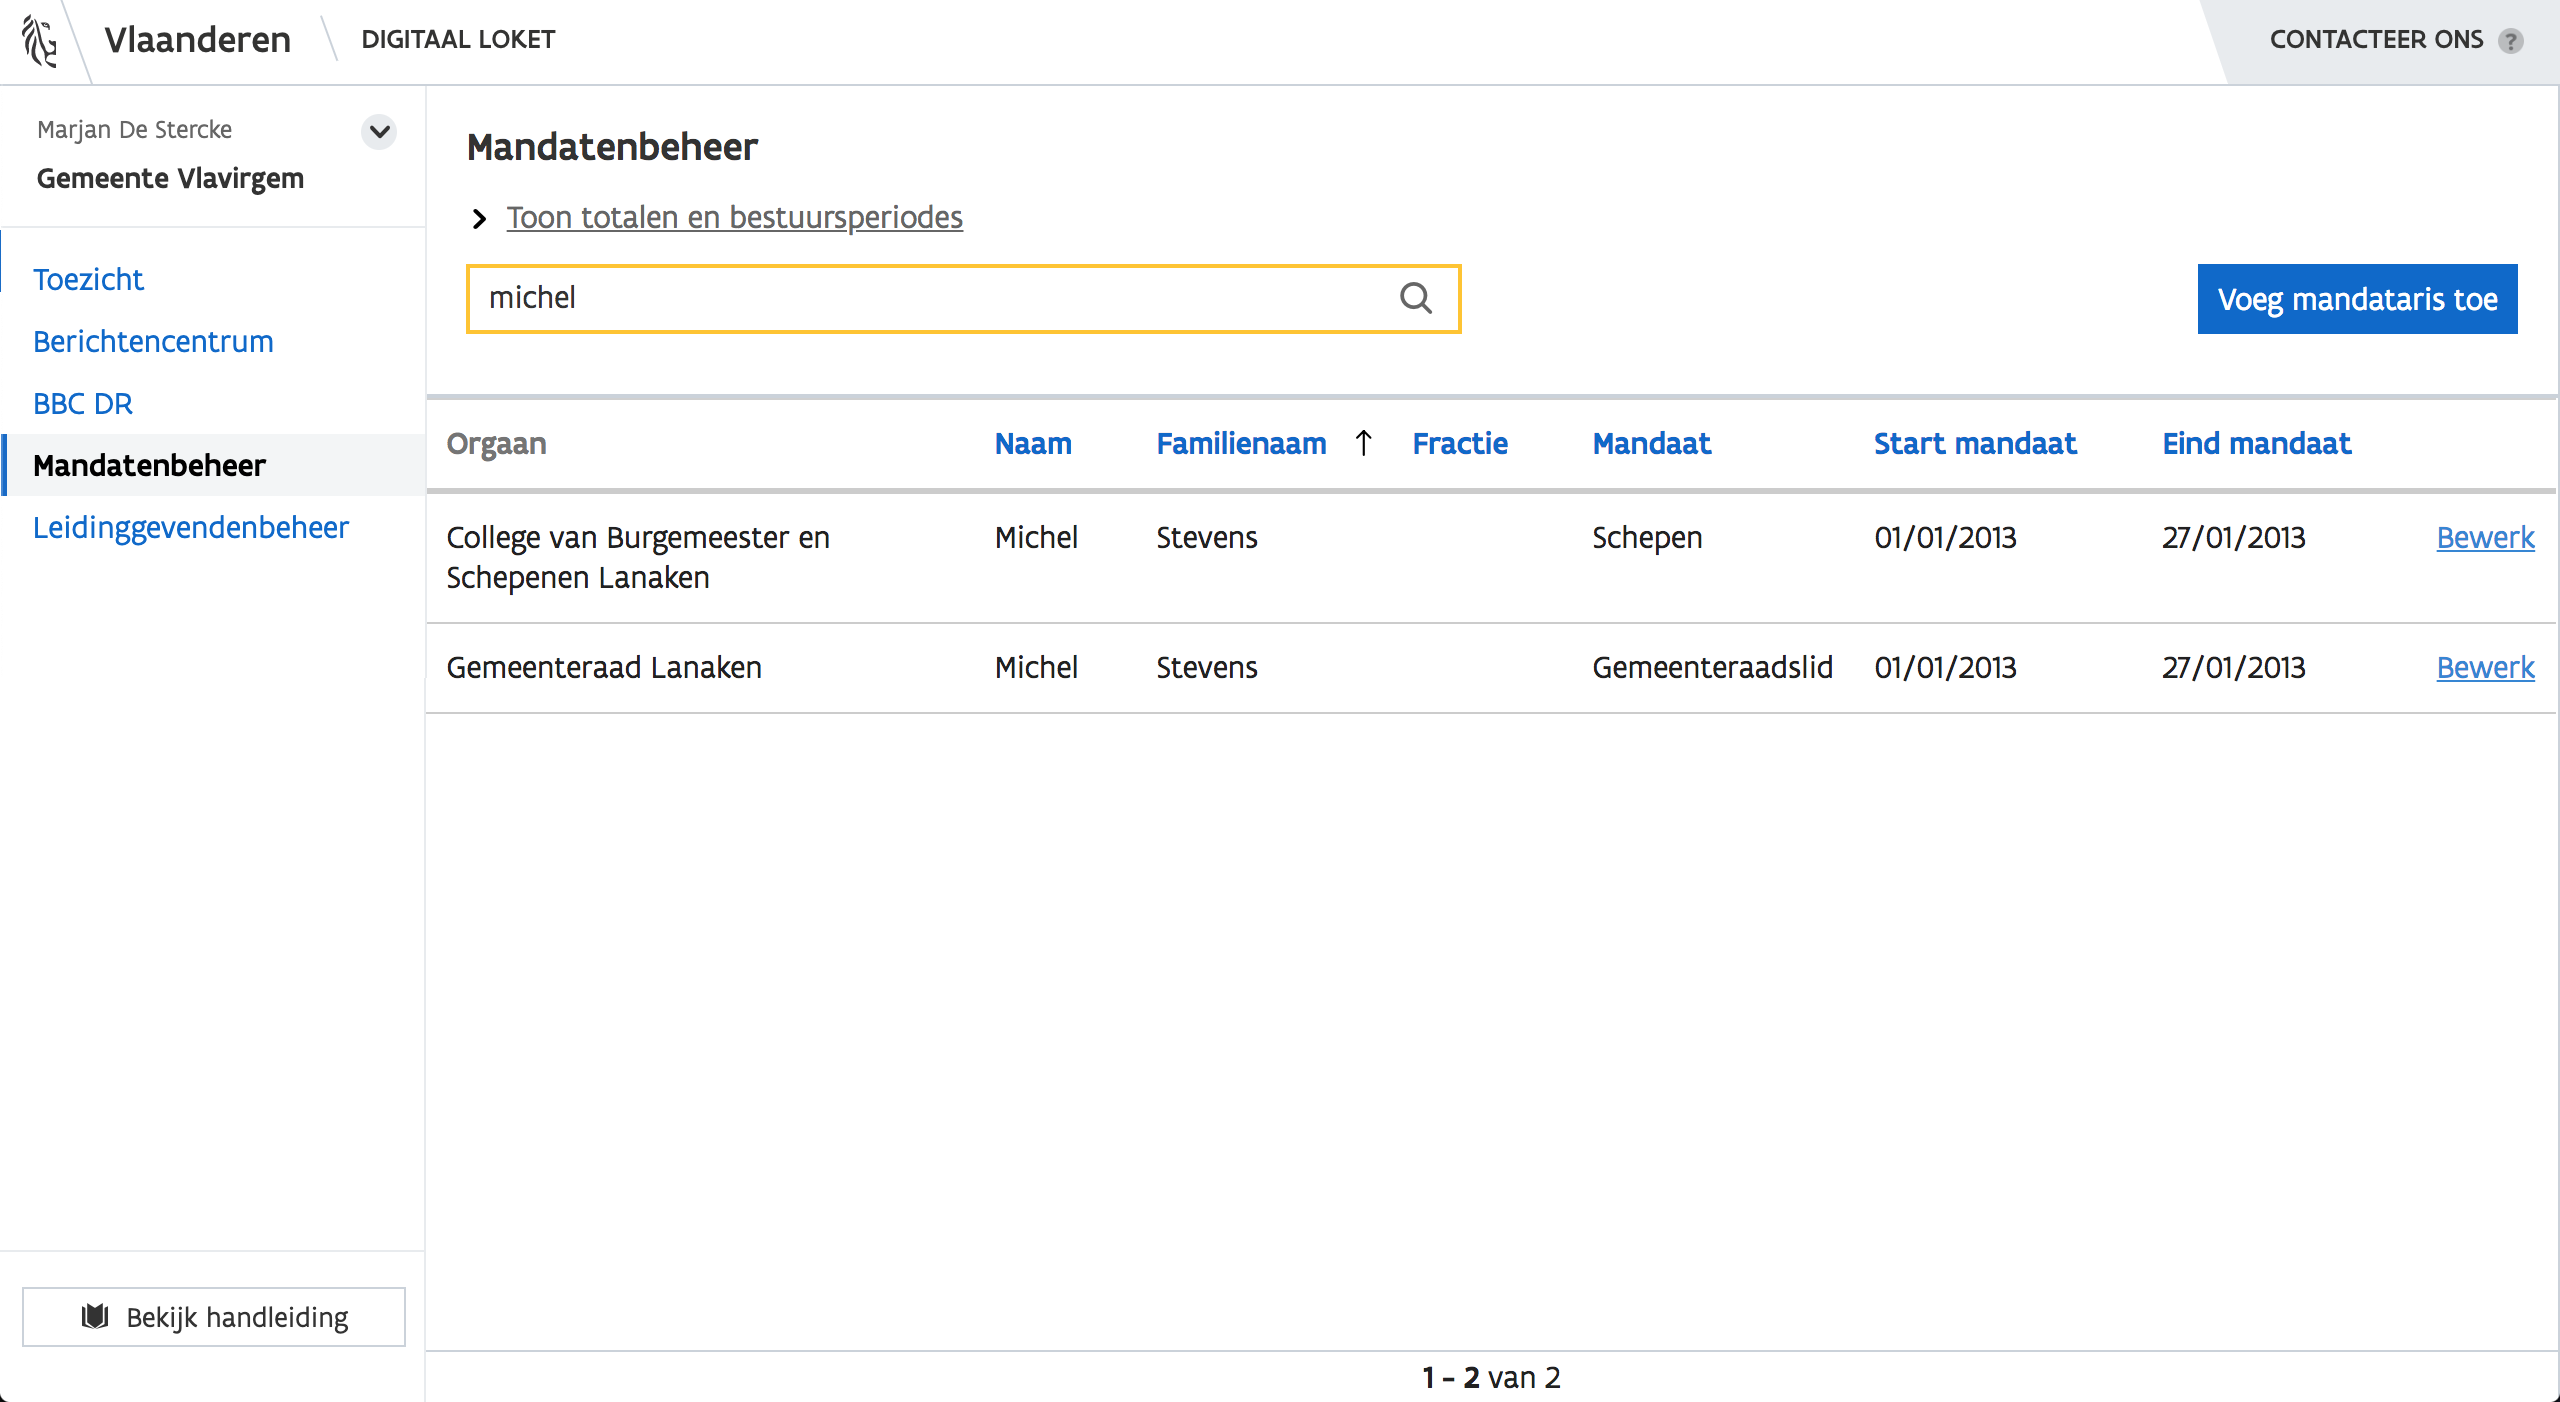 Vlaanderen
DIGITAAL LOKET
CONTACTEER ONS ?
Marjan De Stercke
Gemeente Vlavirgem
Toezicht
Berichtencentrum
BBC DR
Mandatenbeheer
Leidinggevendenbeheer
Bekijk handleiding
Mandatenbeheer
Toon totalen en bestuursperiodes
michel
Voeg mandataris toe
Orgaan Naam Familienaam ↑ Fractie Mandaat Start mandaat Eind mandaat
College van Burgemeester en Michel Stevens Schepen 01/01/2013 27/01/2013 Bewerk
Schepenen Lanaken
Gemeenteraad Lanaken Michel Stevens Gemeenteraadslid 01/01/2013 27/01/2013 Bewerk
1 - 2 van 2